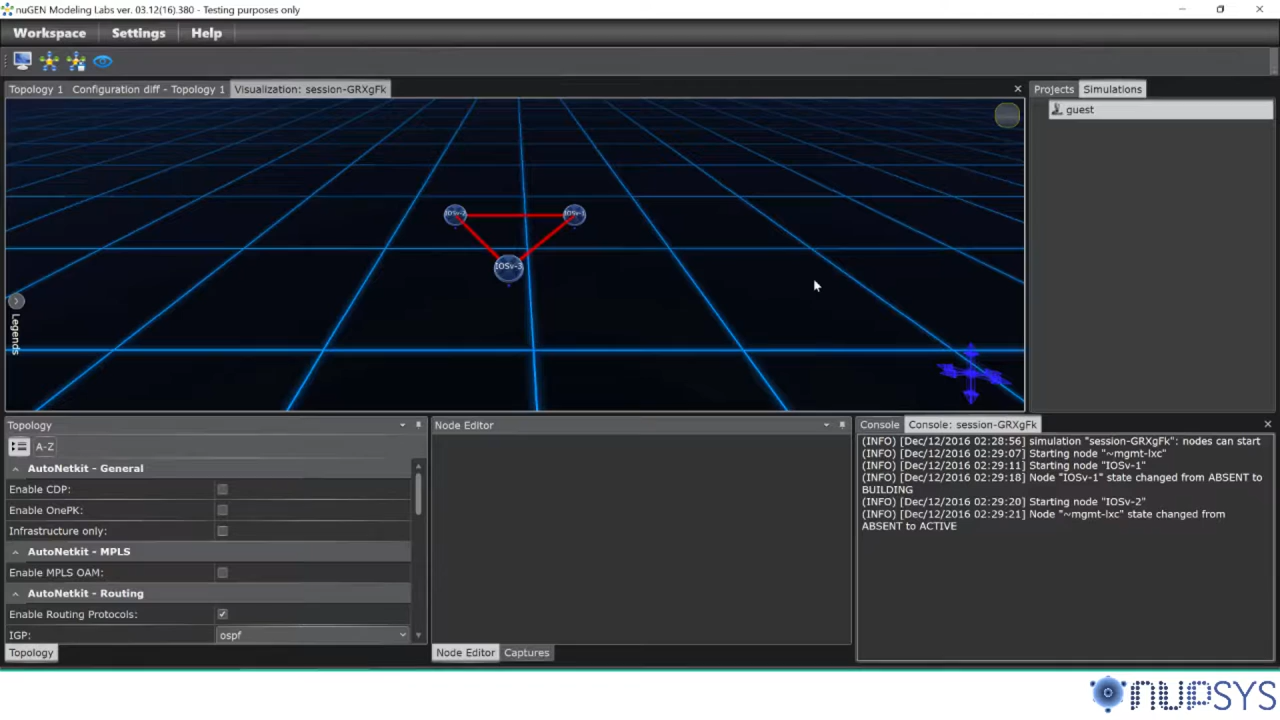 nuGEN Modeling Labs ver. 03.12(16).380 - Testing purposes only
Workspace Settings Help
Topology 1 Configuration diff - Topology 1 Visualization: session-GRXgFk
Projects Simulations
guest
IOSv-2 IOSv-1
IOSv-3
Legends
Topology
A-Z
AutoNetkit - General
Enable CDP:
Enable OnePK:
Infrastructure only:
AutoNetkit - MPLS
Enable MPLS OAM:
AutoNetkit - Routing
Enable Routing Protocols:
IGP: ospf
Topology
Node Editor
Node Editor Captures
Console Console: session-GRXgFk
(INFO) [Dec/12/2016 02:28:56] simulation "session-GRXgFk": nodes can start
(INFO) [Dec/12/2016 02:29:07] Starting node "~mgmt-lxc"
(INFO) [Dec/12/2016 02:29:11] Starting node "IOSv-1"
(INFO) [Dec/12/2016 02:29:18] Node "IOSv-1" state changed from ABSENT to
BUILDING
(INFO) [Dec/12/2016 02:29:20] Starting node "IOSv-2"
(INFO) [Dec/12/2016 02:29:21] Node "~mgmt-lxc" state changed from
ABSENT to ACTIVE
nupsys